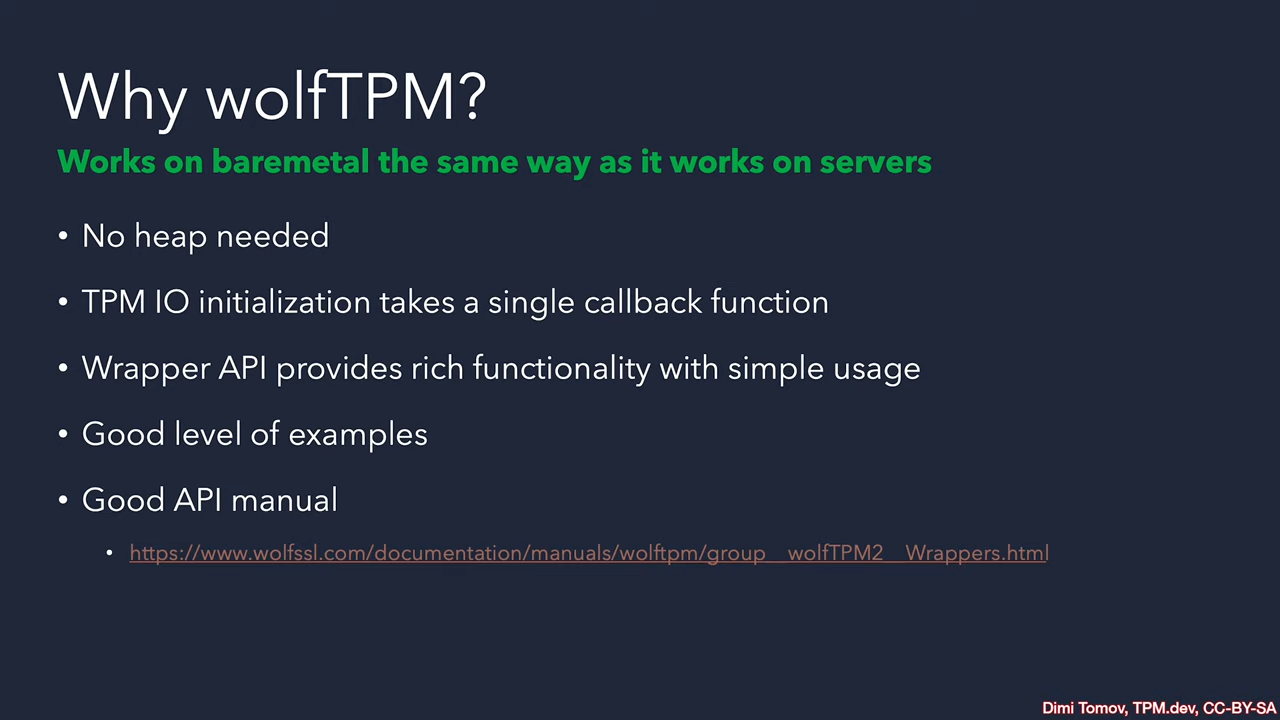 Why wolfTPM?
Works on baremetal the same way as it works on servers
• No heap needed
• TPM IO initialization takes a single callback function
• Wrapper API provides rich functionality with simple usage
• Good level of examples
• Good API manual
• https://www.wolfssl.com/documentation/manuals/wolftpm/group__wolfTPM2__Wrappers.html
Dimi Tomov, TPM.dev, CC-BY-SA